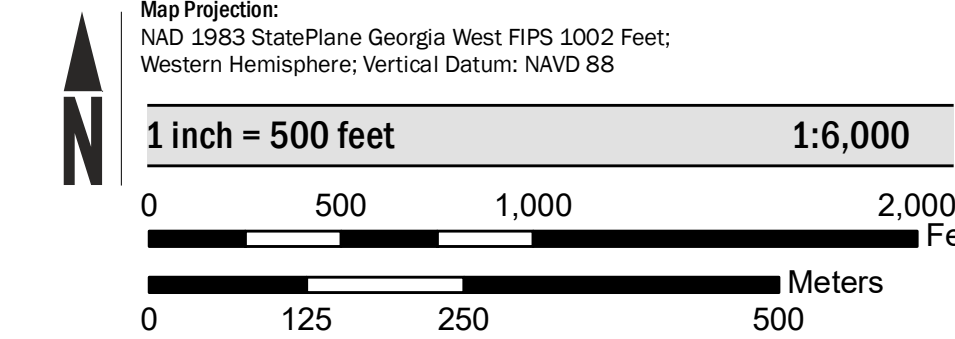 Map Projection:
NAD 1983 StatePlane Georgia West FIPS 1002 Feet;
Western Hemisphere; Vertical Datum: NAVD 88
N
1 inch = 500 feet 1:6,000
0 500 1,000 2,000
Fe
Meters
0 125 250 500